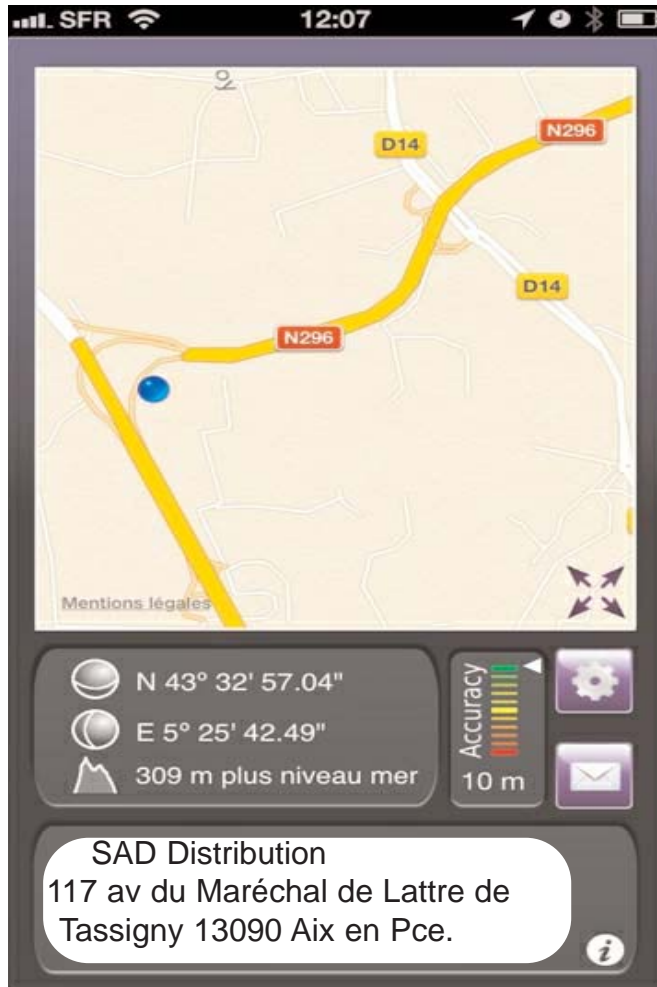 SFR 12:07
N296
D14
D14
N296
Mentions légales
N 43° 32' 57.04"
E 5° 25' 42.49"
309 m plus niveau mer
Accuracy
10 m
SAD Distribution
117 av du Maréchal de Lattre de
Tassigny 13090 Aix en Pce.
i